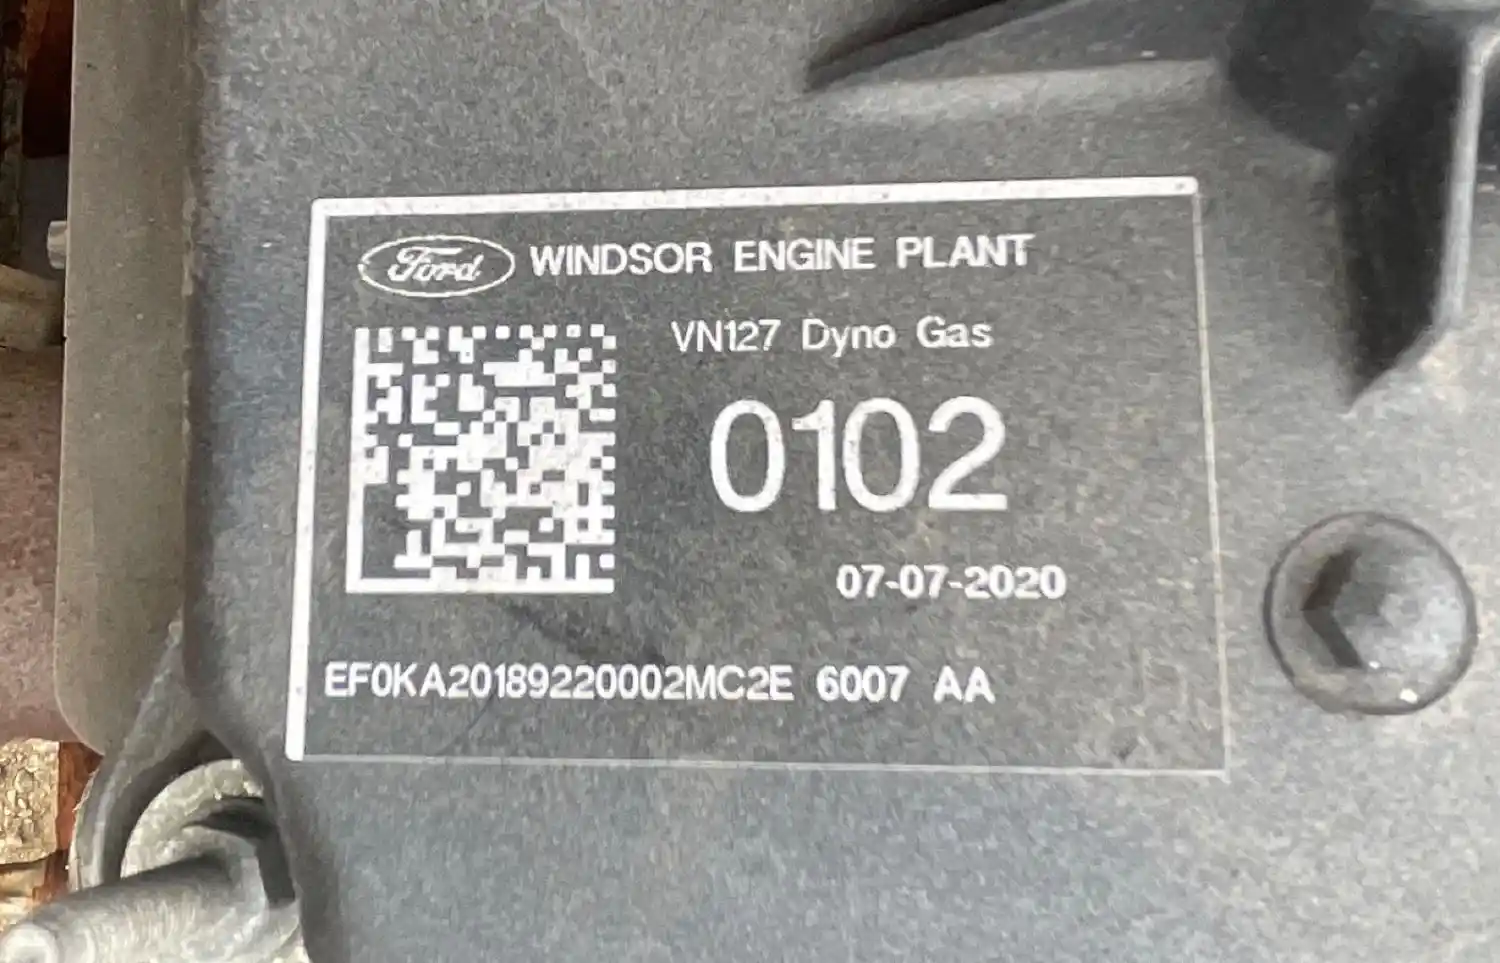 Ford WINDSOR ENGINE PLANT
VN127 Dyno Gas
0102
07-07-2020
EF0KA20189220002MC2E 6007 AA